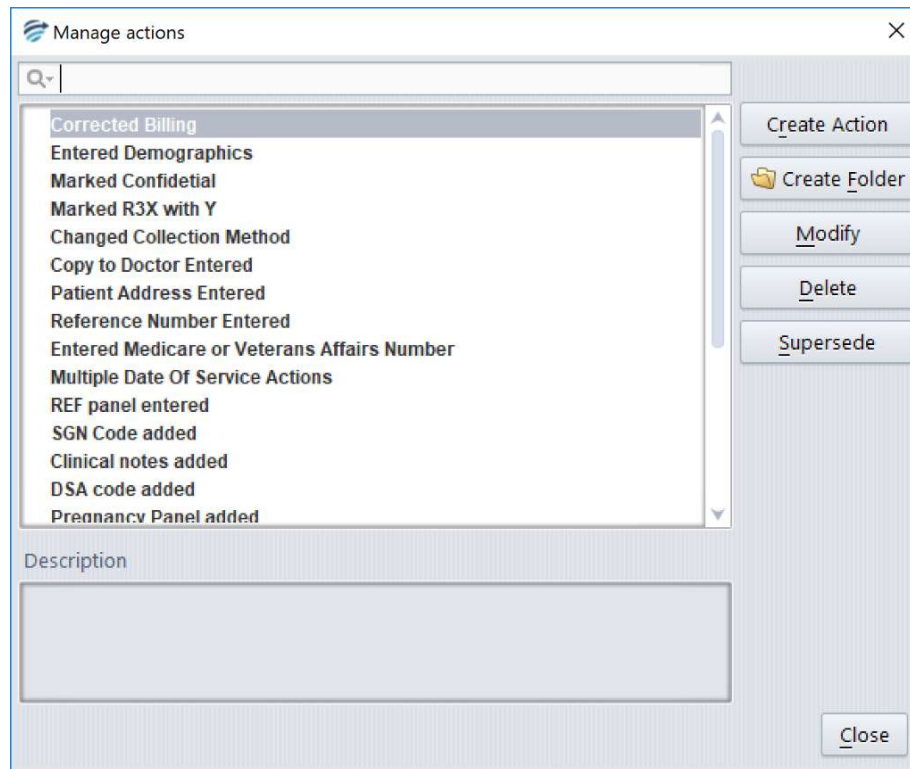 Manage actions
Corrected Billing
Entered Demographics
Marked Confidetial
Marked R3X with Y
Changed Collection Method
Copy to Doctor Entered
Patient Address Entered
Reference Number Entered
Entered Medicare or Veterans Affairs Number
Multiple Date Of Service Actions
REF panel entered
SGN Code added
Clinical notes added
DSA code added
Pregnancy Panel added
Create Action
Create Folder
Modify
Delete
Supersede
Description
Close